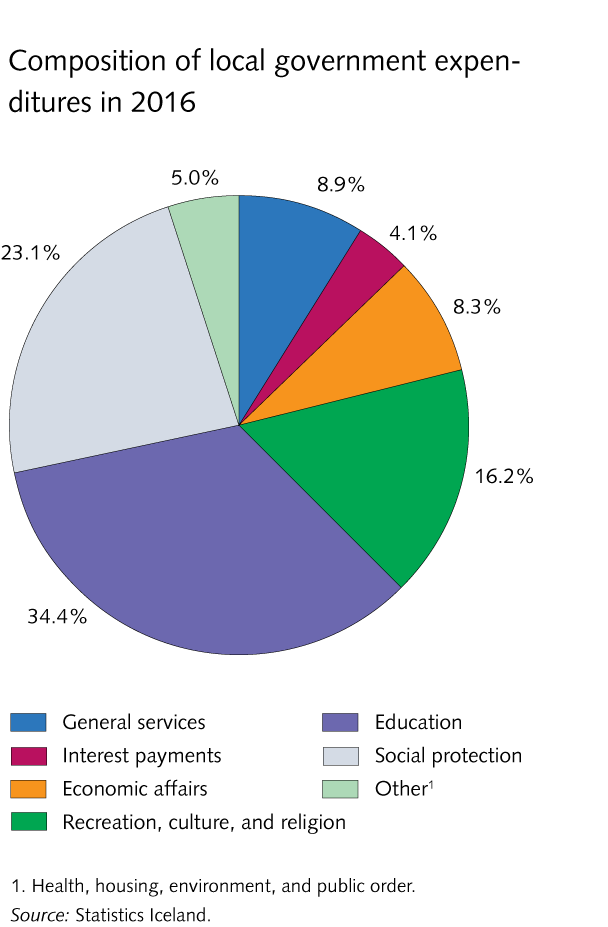 Composition of local government expen-
ditures in 2016
5.0%
8.9%
4.1%
23.1%
8.3%
16.2%
34.4%
General services
Interest payments
Economic affairs
Recreation, culture, and religion
Education
Social protection
Other¹
1. Health, housing, environment, and public order.
Source: Statistics Iceland.